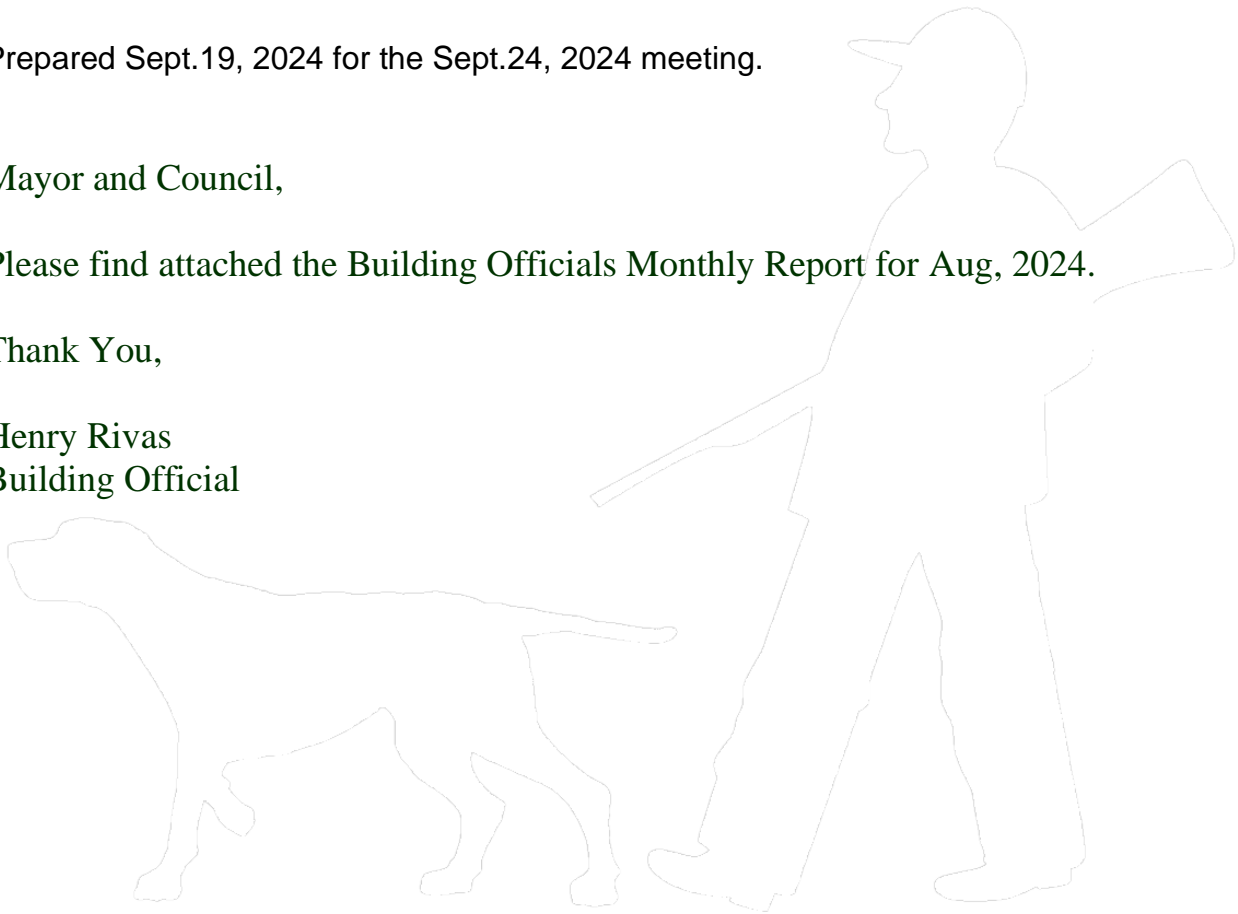 Prepared Sept.19, 2024 for the Sept.24, 2024 meeting.
Mayor and Council,
Please find attached the Building Officials Monthly Report for Aug, 2024.
Thank You,
Henry Rivas
Building Official